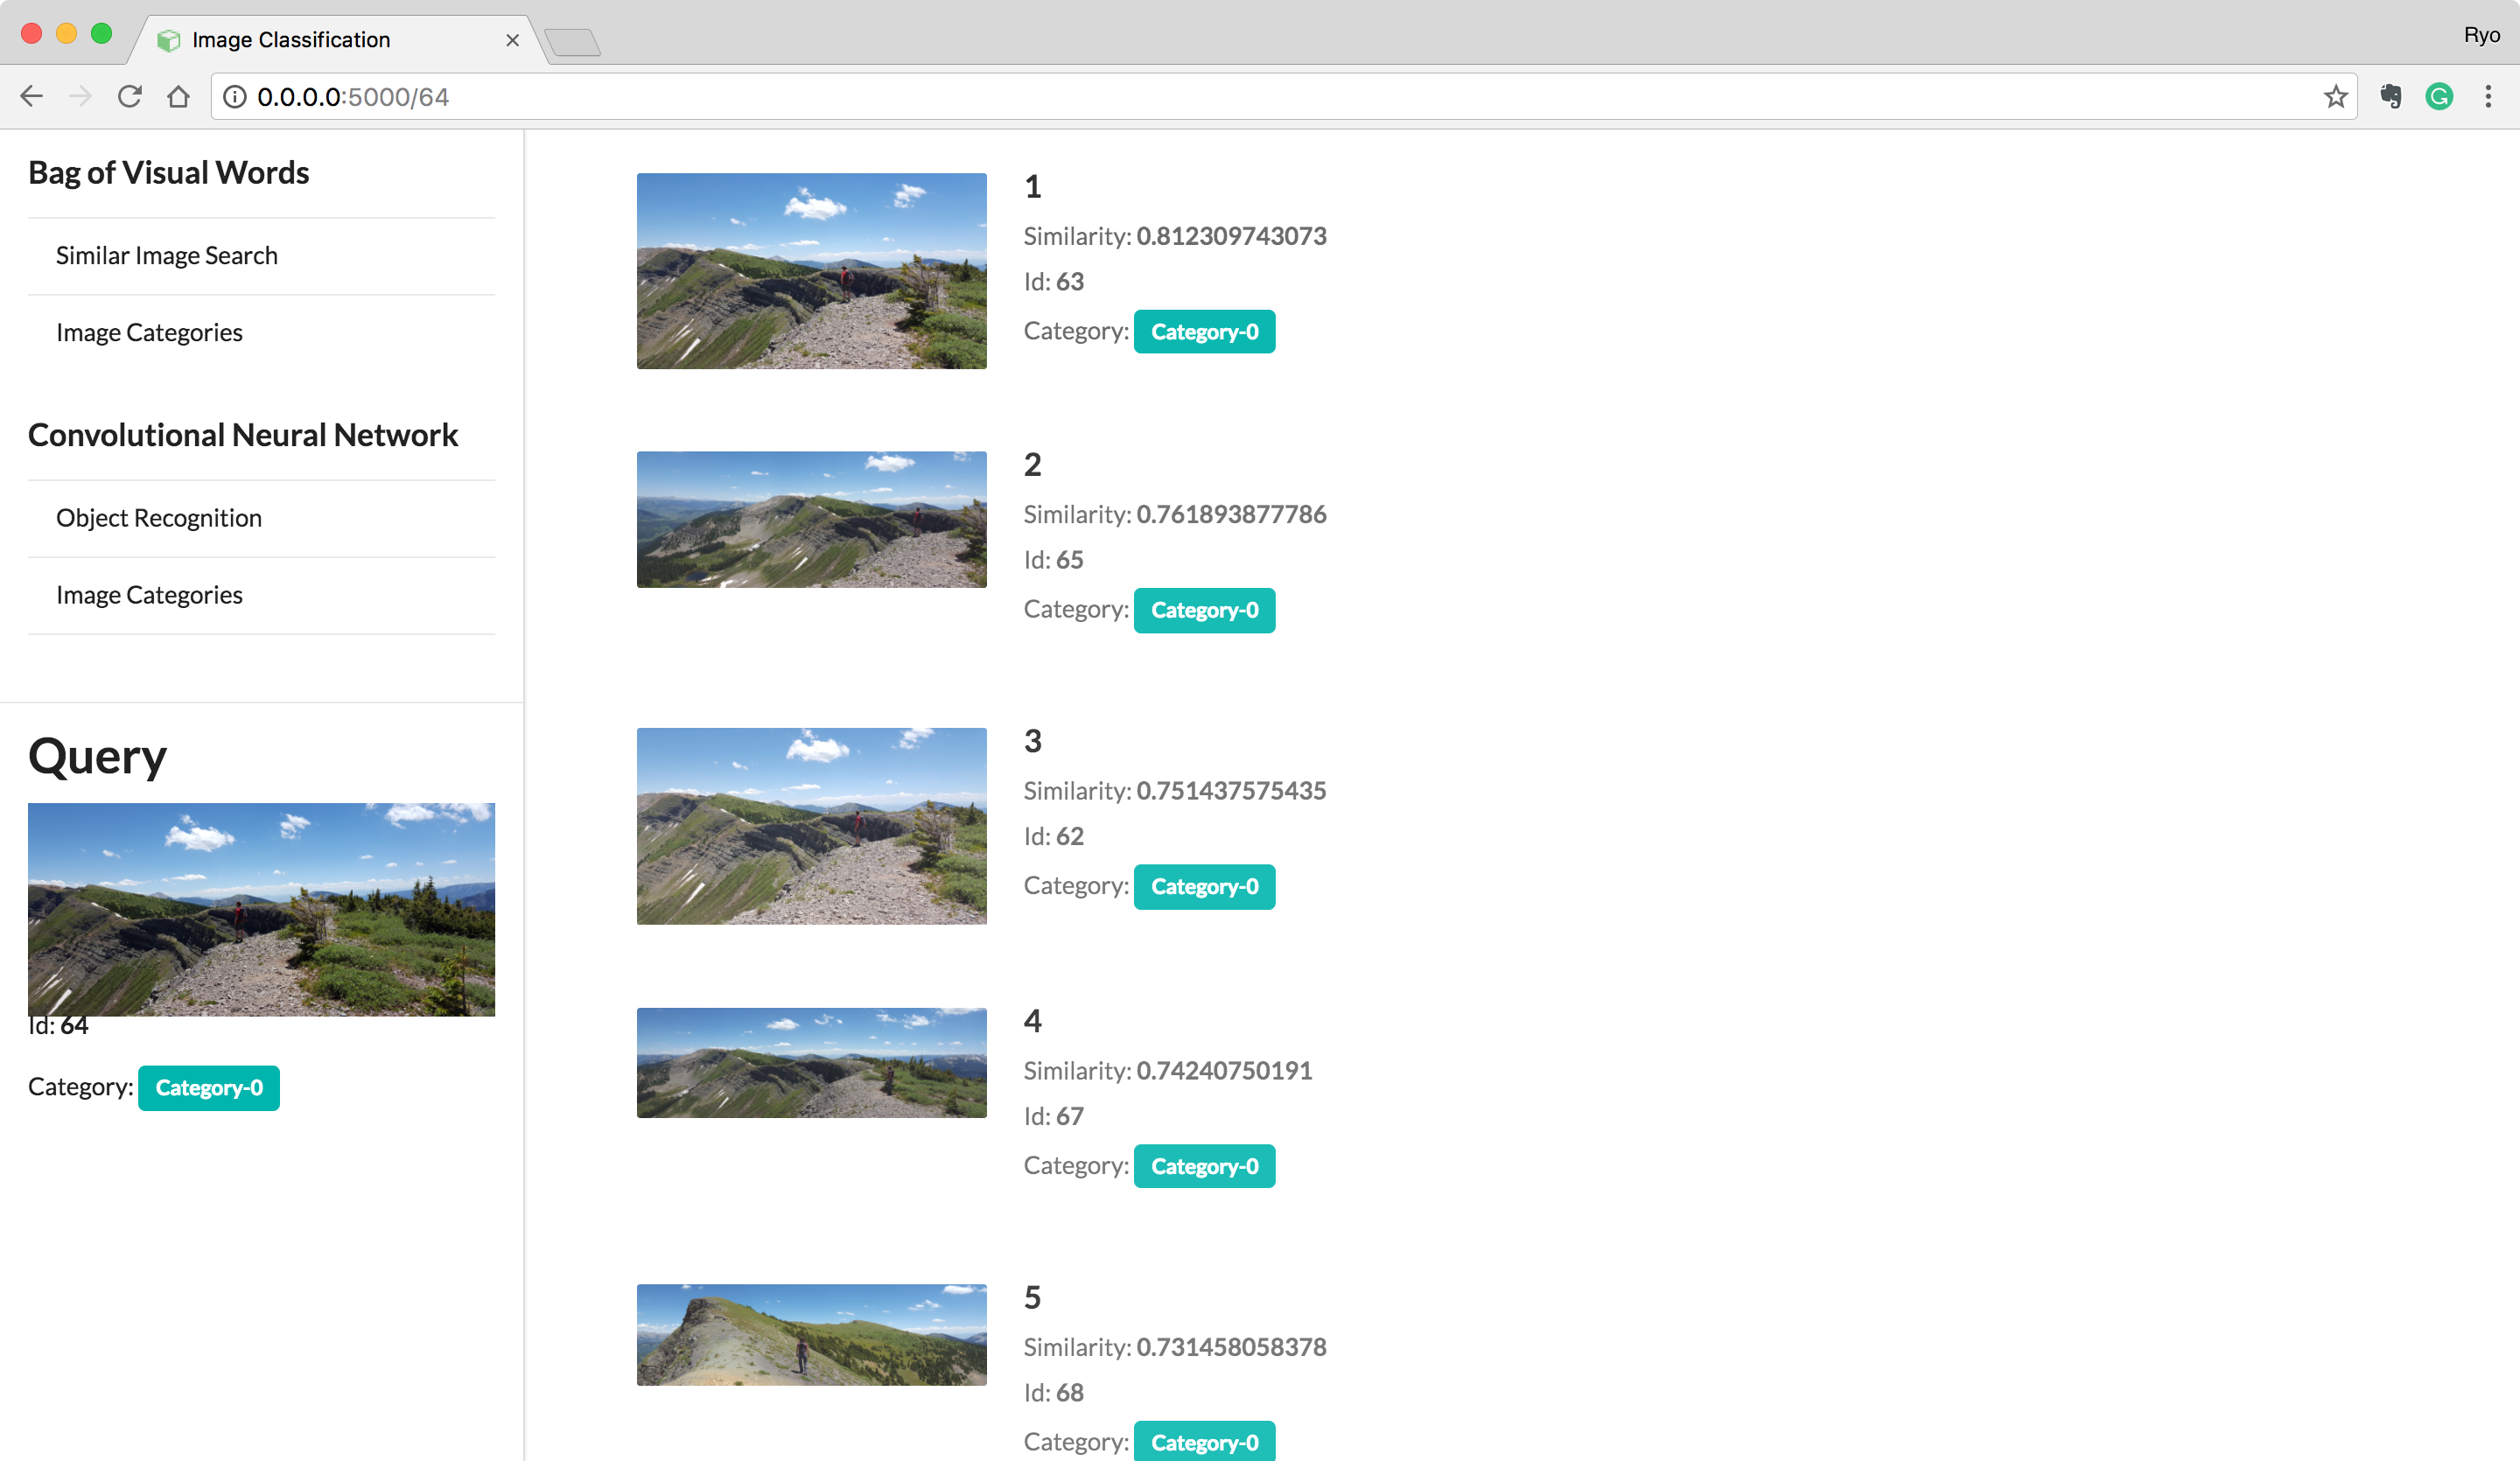 Image Classification
Ryo
0.0.0.0:5000/64
Bag of Visual Words
Similar Image Search
Image Categories
Convolutional Neural Network
Object Recognition
Image Categories
Query
Id: 64
Category: Category-0
1
Similarity: 0.812309743073
Id: 63
Category: Category-0
2
Similarity: 0.761893877786
Id: 65
Category: Category-0
3
Similarity: 0.751437575435
Id: 62
Category: Category-0
4
Similarity: 0.74240750191
Id: 67
Category: Category-0
5
Similarity: 0.731458058378
Id: 68
Category: Category-0